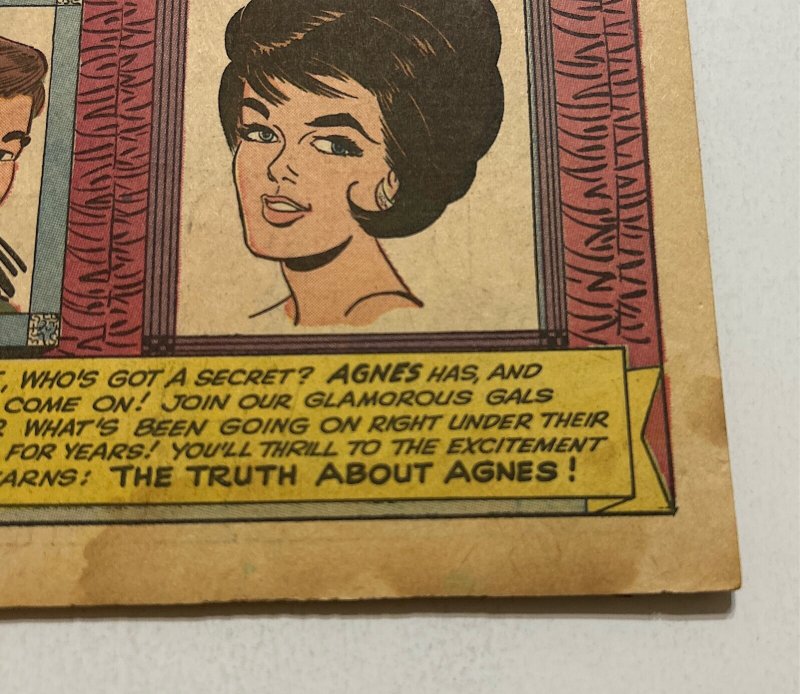 , WHO'S GOT A SECRET? AGNES HAS, AND
COME ON! JOIN OUR GLAMOROUS GALS
WHAT'S BEEN GOING ON RIGHT UNDER THEIR
FOR YEARS! YOU'LL THRILL TO THE EXCITEMENT
ARNS: THE TRUTH ABOUT AGNES!